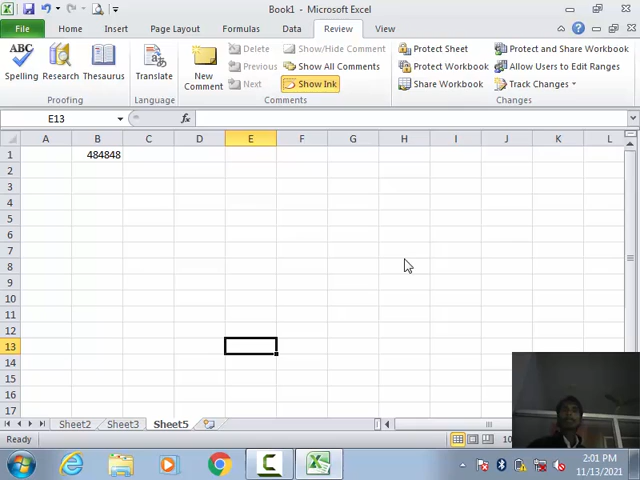 Book1 - Microsoft Excel
File Home Insert Page Layout Formulas Data Review View
ABC
Spelling Research Thesaurus
Proofing
Translate
Language
New Comment
Delete
Previous
Next
Show/Hide Comment
Show All Comments
Show Ink
Comments
Protect Sheet
Protect Workbook
Share Workbook
Protect and Share Workbook
Allow Users to Edit Ranges
Track Changes
Changes
E13 fx
A B C D E F G H I J K L
1 484848
2
3
4
5
6
7
8
9
10
11
12
13
14
15
16
17
Sheet2 Sheet3 Sheet5
Ready 10
2:01 PM
11/13/2021